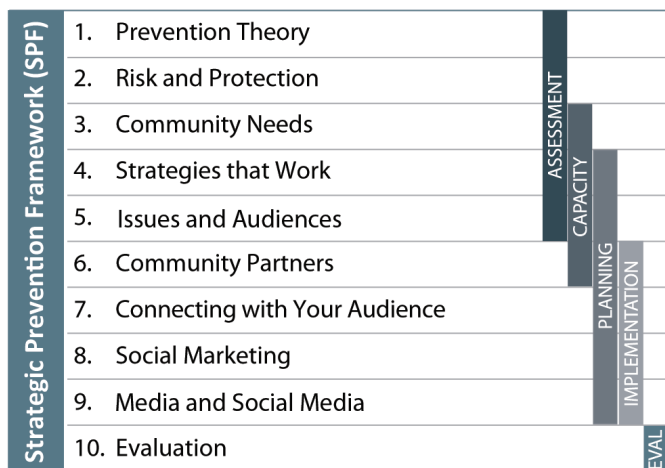 Strategic Prevention Framework (SPF)
1. Prevention Theory
2. Risk and Protection
3. Community Needs
4. Strategies that Work
5. Issues and Audiences
6. Community Partners
7. Connecting with Your Audience
8. Social Marketing
9. Media and Social Media
10. Evaluation
ASSESSMENT
CAPACITY
PLANNING
IMPLEMENTATION
EVAL